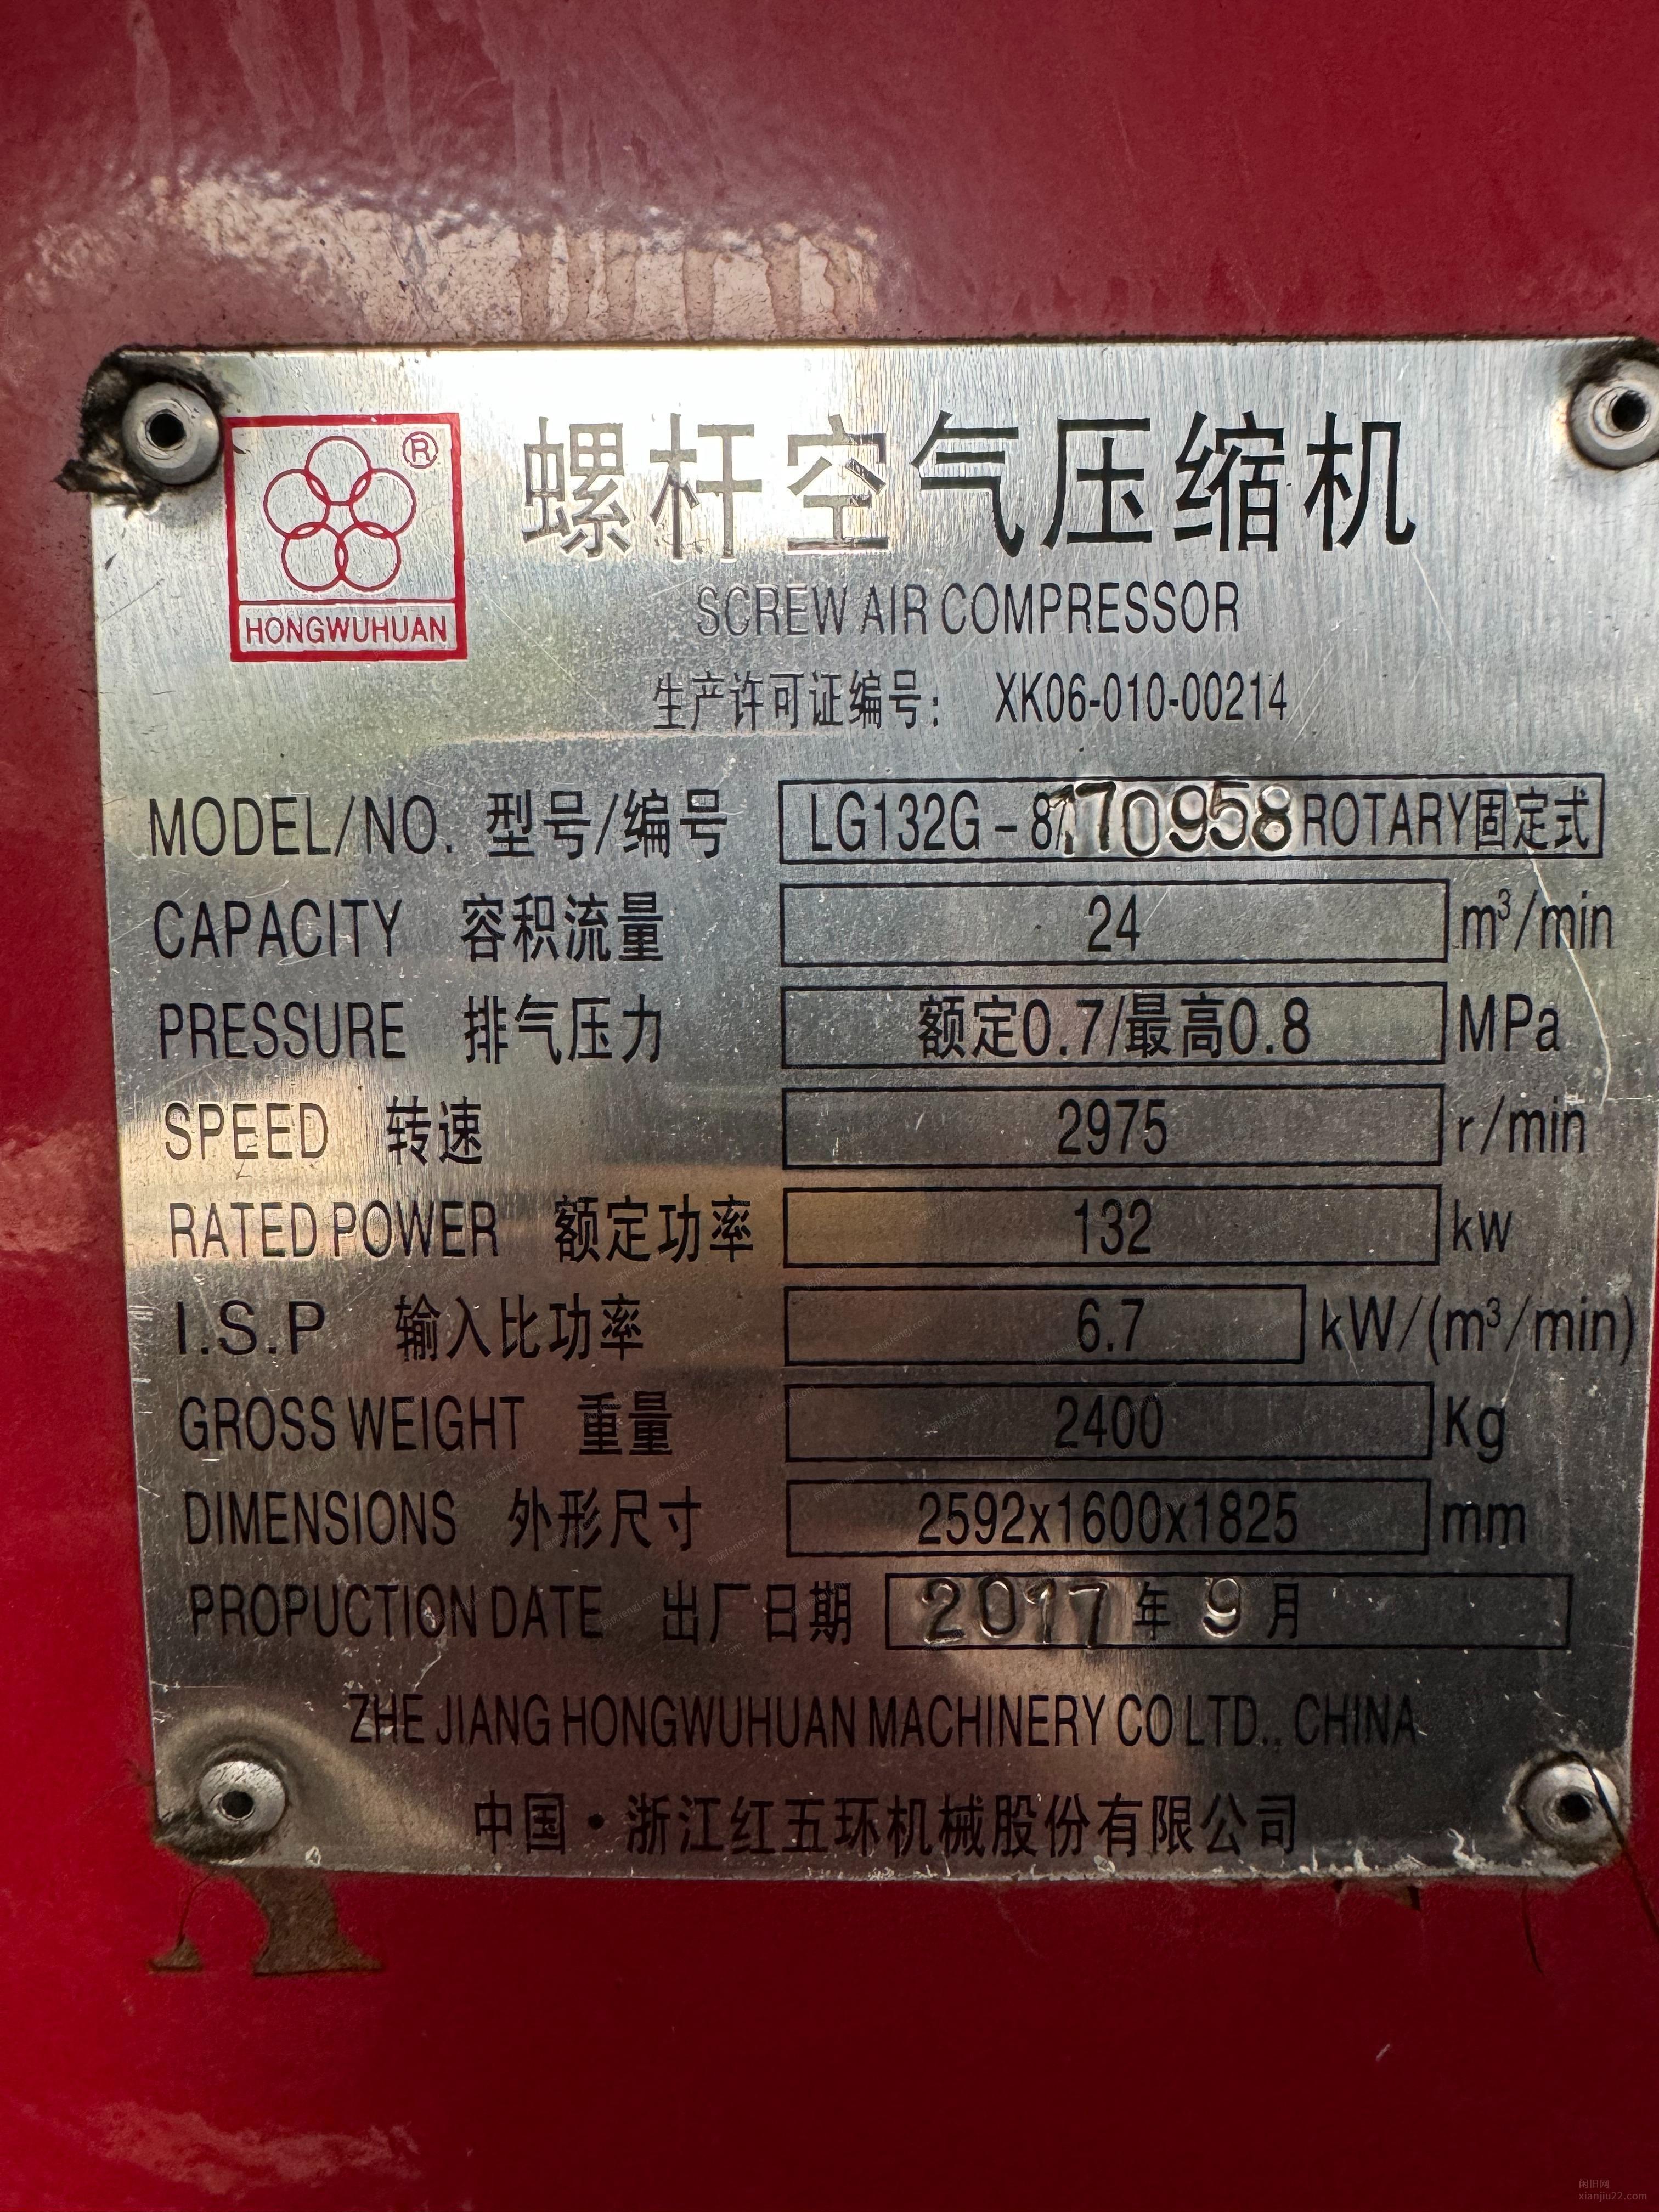 ®
HONGWUHUAN
螺杆空气压缩机
SCREW AIR COMPRESSOR
生产许可证编号： XK06-010-00214
MODEL/NO. 型号/编号 LG132G-8/170958 ROTARY固定式
CAPACITY 容积流量 24 m³/min
PRESSURE 排气压力 额定0.7/最高0.8 MPa
SPEED 转速 2975 r/min
RATED POWER 额定功率 132 kw
I.S.P 输入比功率 6.7 kW/(m³/min)
GROSS WEIGHT 重量 2400 Kg
DIMENSIONS 外形尺寸 2592x1600x1825 mm
PROPUCTION DATE 出厂日期 2017年 9月
ZHE JIANG HONGWUHUAN MACHINERY CO LTD., CHINA
中国·浙江红五环机械股份有限公司
闲旧网
xianjiu22.com